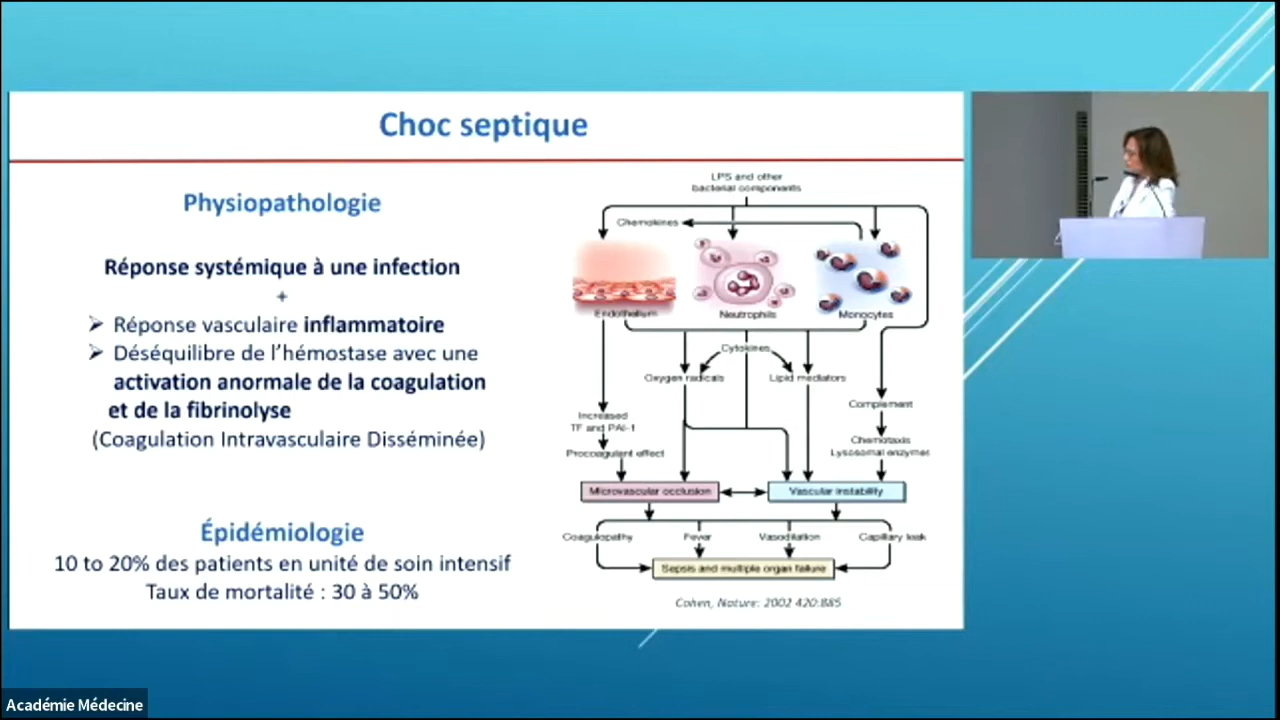 Choc septique
Physiopathologie
Réponse systémique à une infection
+
Réponse vasculaire inflammatoire
Déséquilibre de l'hémostase avec une
activation anormale de la coagulation
et de la fibrinolyse
(Coagulation Intravasculaire Disséminée)
Épidémiologie
10 to 20% des patients en unité de soin intensif
Taux de mortalité : 30 à 50%
LPS and other
bacterial components
Chemokines
Endothelium
Neutrophils
Monocytes
Cytokines
Oxygen radicals
Lipid mediators
Increased
TF and PAI-1
Procoagulant effect
Complement
Chemotaxis
Lysosomal enzymes
Microvascular occlusion
Vascular instability
Coagulopathy
Fever
Vasodilation
Capillary leak
Sepsis and multiple organ failure
Cohen, Nature: 2002 420:885
Académie Médecine